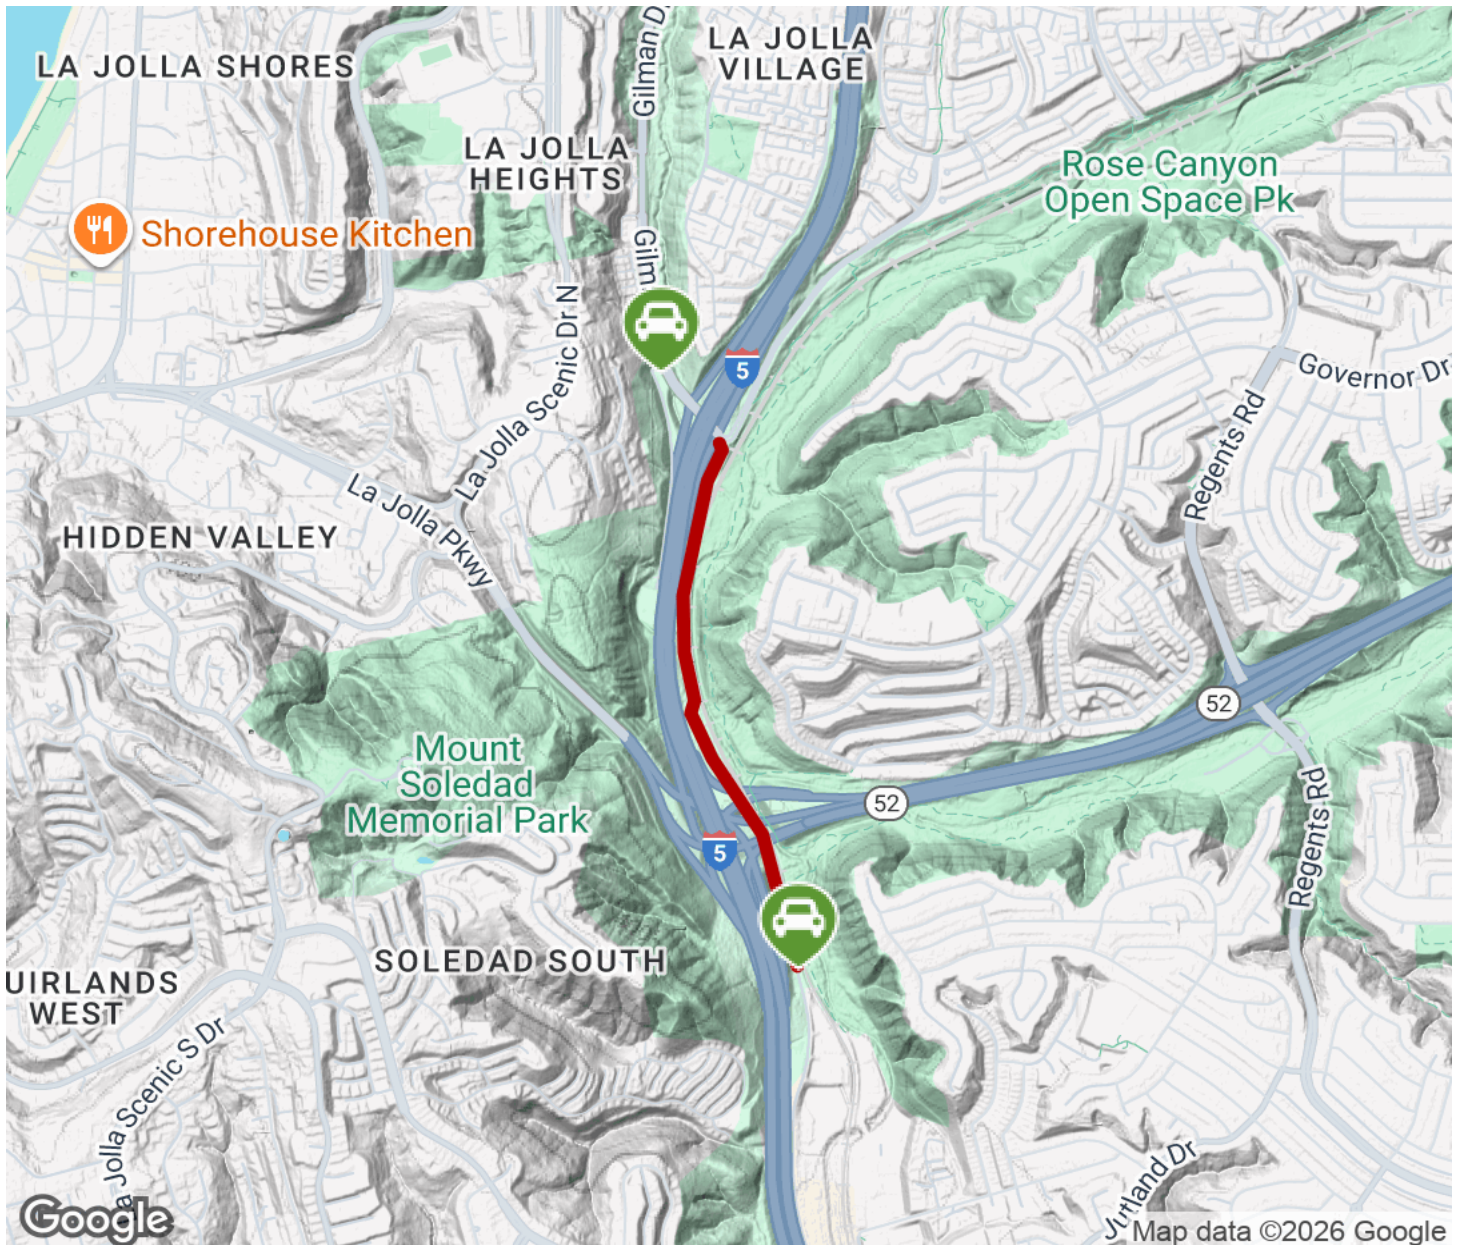 LA JOLLA
VILLAGE
LA JOLLA SHORES
Gilman D
LA JOLLA
HEIGHTS
Rose Canyon
Open Space Pk
Shorehouse Kitchen
Gilm
La Jolla Scenic Dr N
5
Governor Dr
Regents Rd
La Jolla Pkwy
HIDDEN VALLEY
52
Mount
Soledad
Memorial Park
52
5
Regents Rd
SOLEDAD SOUTH
UIRLANDS
WEST
La Jolla Scenic S Dr
Jutland Dr
Google
Map data ©2026 Google